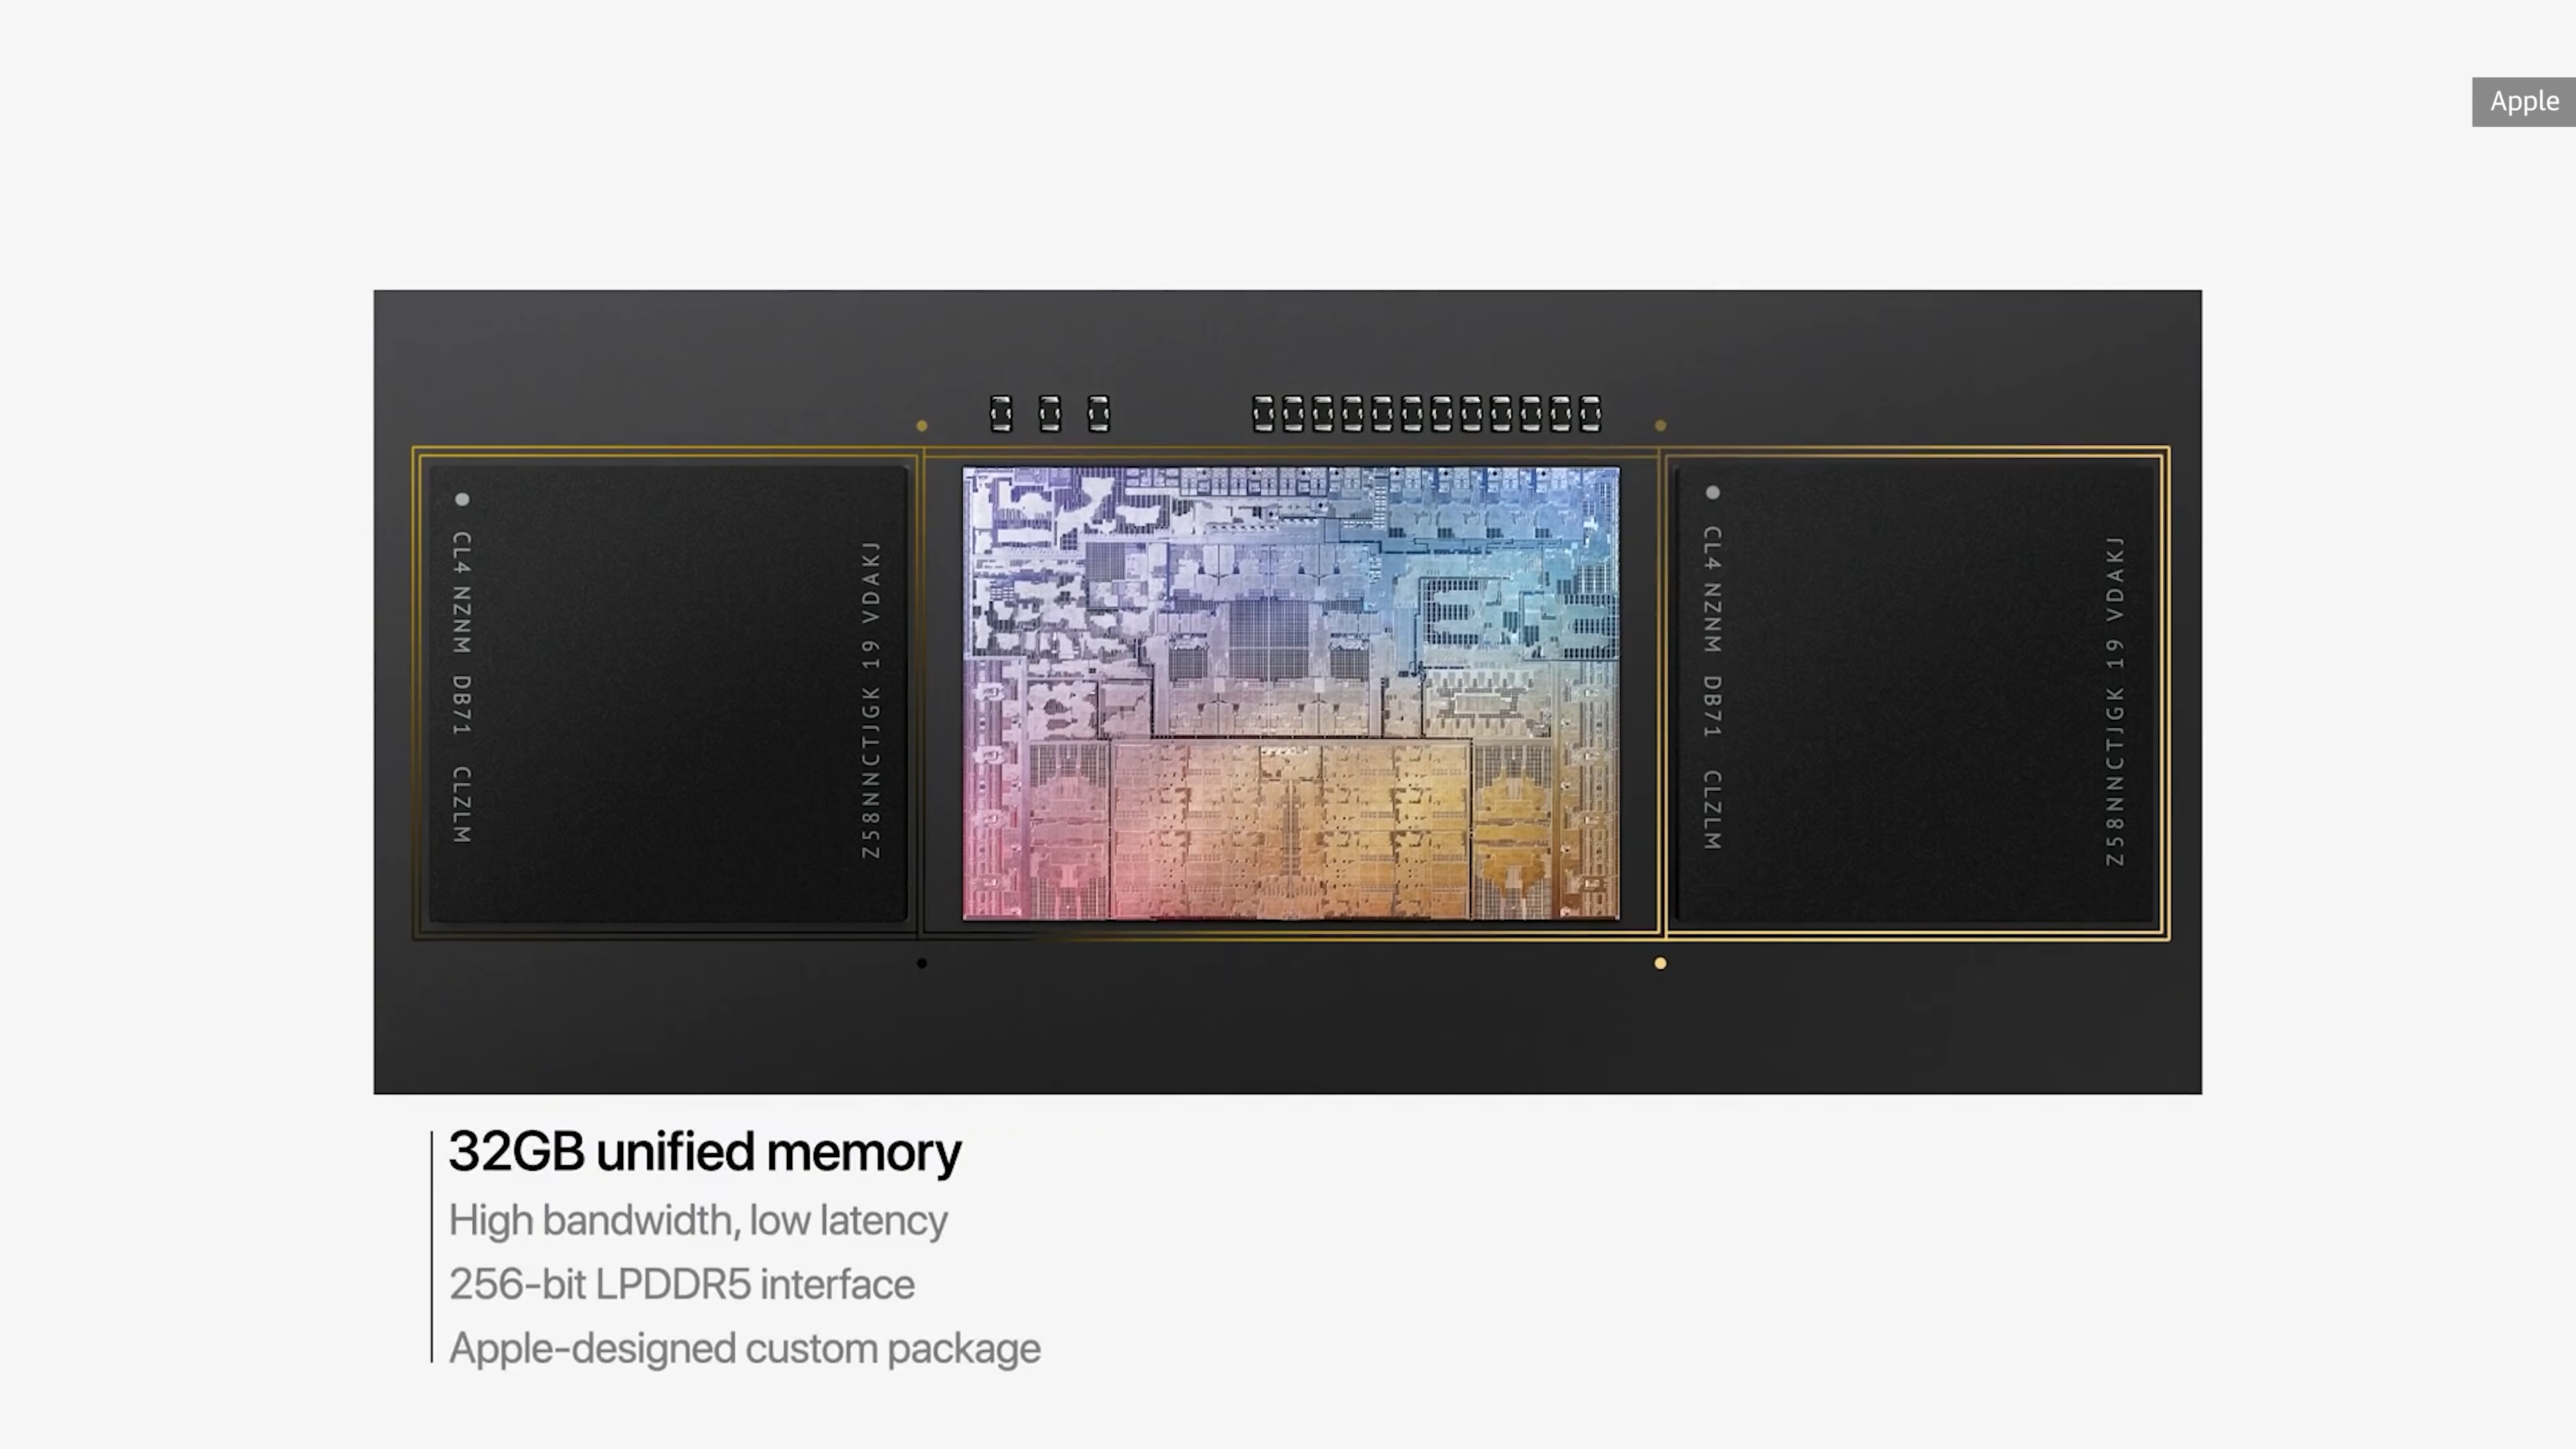 Apple
CL4 NZNM DB71 CLZLM
Z58NNCTJGK 19 VDAKJ
CL4 NZNM DB71 CLZLM
Z58NNCTJGK 19 VDAKJ
32GB unified memory
High bandwidth, low latency
256-bit LPDDR5 interface
Apple-designed custom package